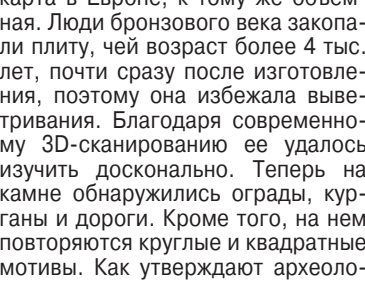 карта в Европе, к тому же объем-
ная. Люди бронзового века закопа-
ли плиту, чей возраст более 4 тыс.
лет, почти сразу после изготовле-
ния, поэтому она избежала выве-
тривания. Благодаря современно-
му 3D-сканированию ее удалось
изучить досконально. Теперь на
камне обнаружились ограды, кур-
ганы и дороги. Кроме того, на нем
повторяются круглые и квадратные
мотивы. Как утверждают археоло-